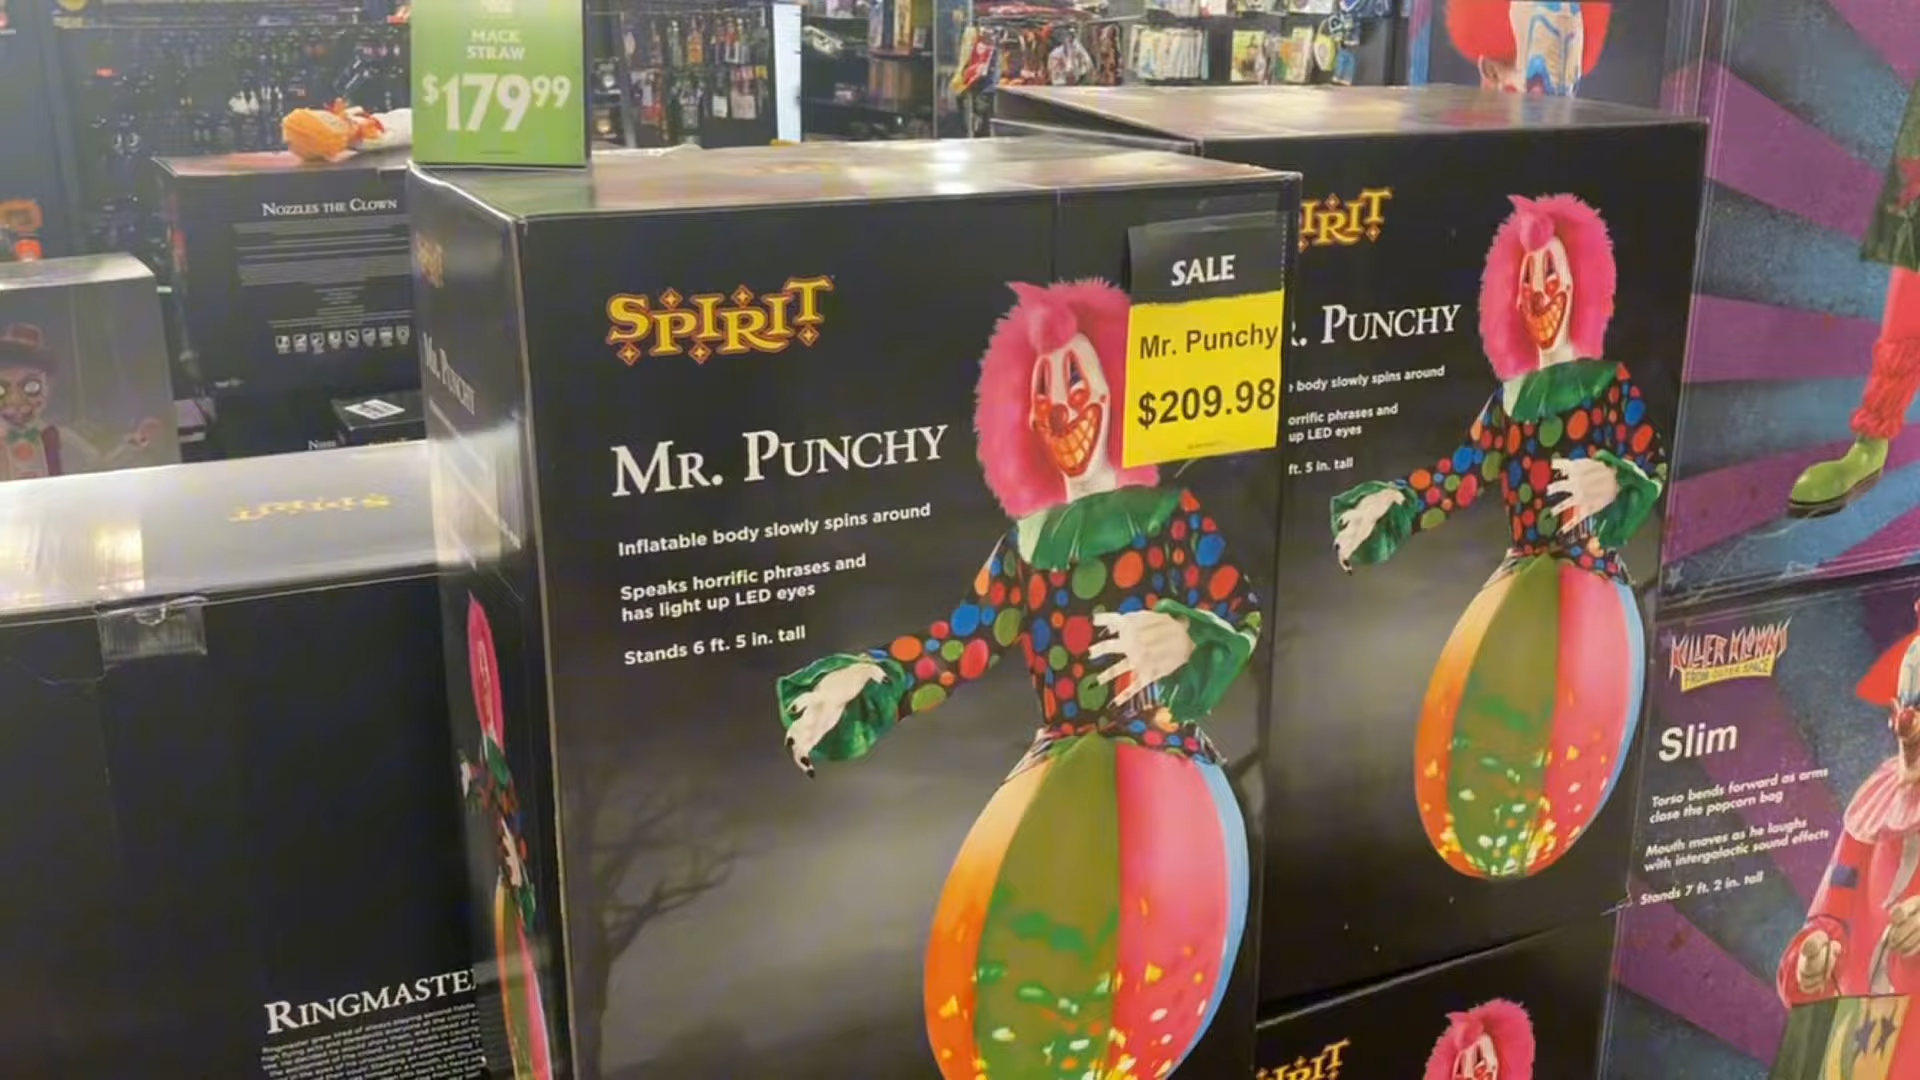 MACK
STRAW
$179.99
NOZZLES THE CLOWN
SPIRIT
MR. PUNCHY
Inflatable body slowly spins around
Speaks horrific phrases and
has light up LED eyes
Stands 6 ft. 5 in. tall
SALE
Mr. Punchy
$209.98
IRIT
. PUNCHY
body slowly spins around
orrific phrases and
up LED eyes
ft. 5 in. tall
MR. PUNCHY
SPIRIT
RINGMASTE
KILLER KLOWNS
FROM OUTER SPACE
Slim
Torso bends forward as arms
close the popcorn bag
Mouth moves as he laughs
with intergalactic sound effects
Stands 7 ft. 2 in. tall
SPIRIT